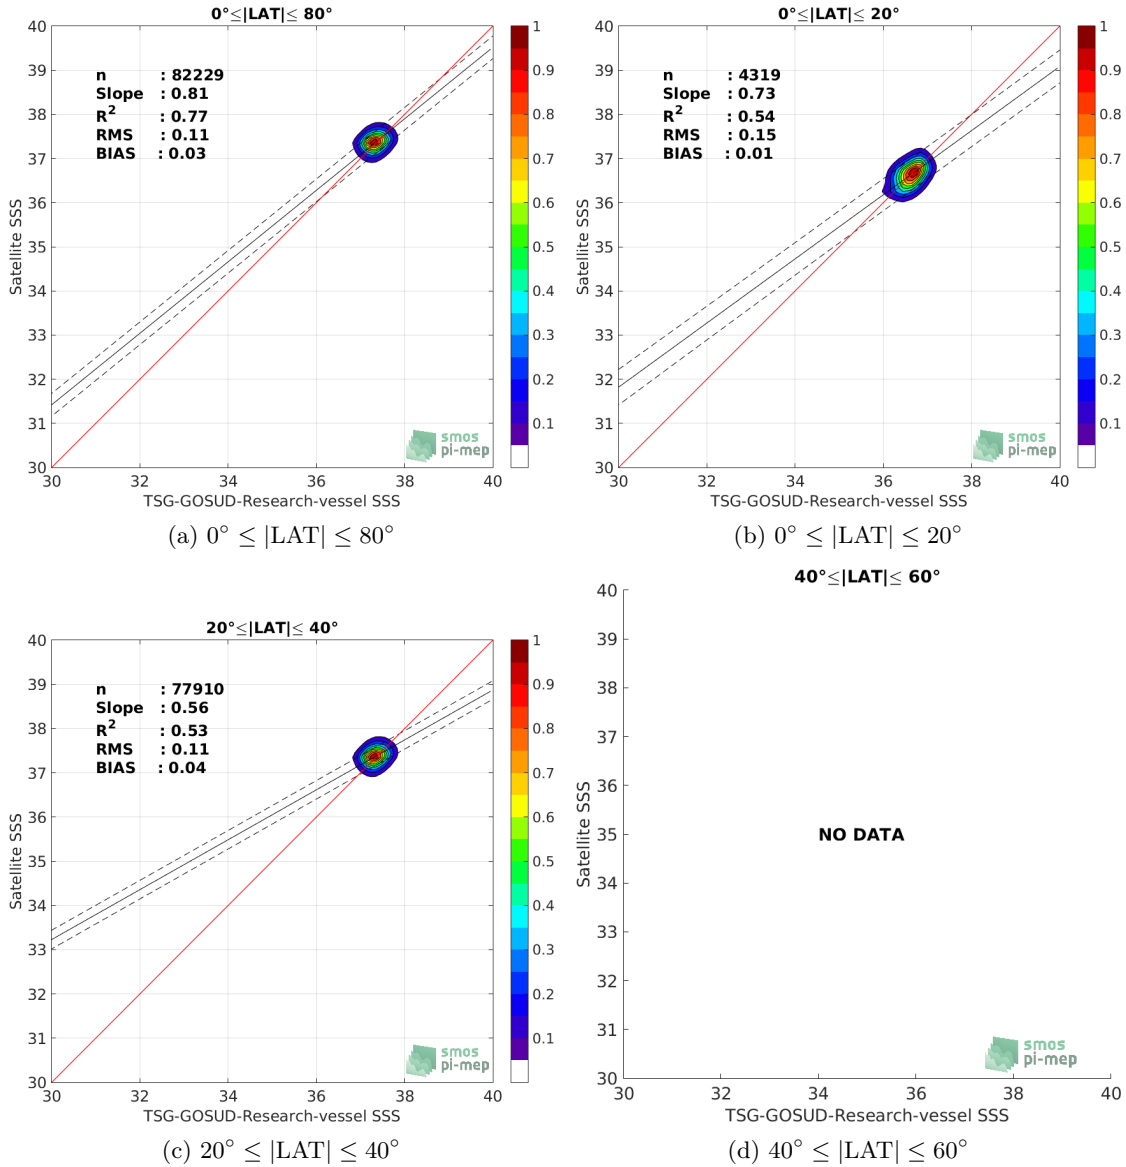 0°≤|LAT|≤ 80°
40
39
38
37
36
35
34
33
32
31
30
Satellite SSS
n : 82229
Slope : 0.81
R² : 0.77
RMS : 0.11
BIAS : 0.03
smos
pi-mep
30 32 34 36 38 40
TSG-GOSUD-Research-vessel SSS
1
0.9
0.8
0.7
0.6
0.5
0.4
0.3
0.2
0.1
(a) 0° ≤ |LAT| ≤ 80°
0°≤|LAT|≤ 20°
40
39
38
37
36
35
34
33
32
31
30
Satellite SSS
n : 4319
Slope : 0.73
R² : 0.54
RMS : 0.15
BIAS : 0.01
smos
pi-mep
30 32 34 36 38 40
TSG-GOSUD-Research-vessel SSS
1
0.9
0.8
0.7
0.6
0.5
0.4
0.3
0.2
0.1
(b) 0° ≤ |LAT| ≤ 20°
20°≤|LAT|≤ 40°
40
39
38
37
36
35
34
33
32
31
30
Satellite SSS
n : 77910
Slope : 0.56
R² : 0.53
RMS : 0.11
BIAS : 0.04
smos
pi-mep
30 32 34 36 38 40
TSG-GOSUD-Research-vessel SSS
1
0.9
0.8
0.7
0.6
0.5
0.4
0.3
0.2
0.1
(c) 20° ≤ |LAT| ≤ 40°
40°≤|LAT|≤ 60°
40
39
38
37
36
35
34
33
32
31
30
Satellite SSS
NO DATA
smos
pi-mep
30 32 34 36 38 40
TSG-GOSUD-Research-vessel SSS
(d) 40° ≤ |LAT| ≤ 60°